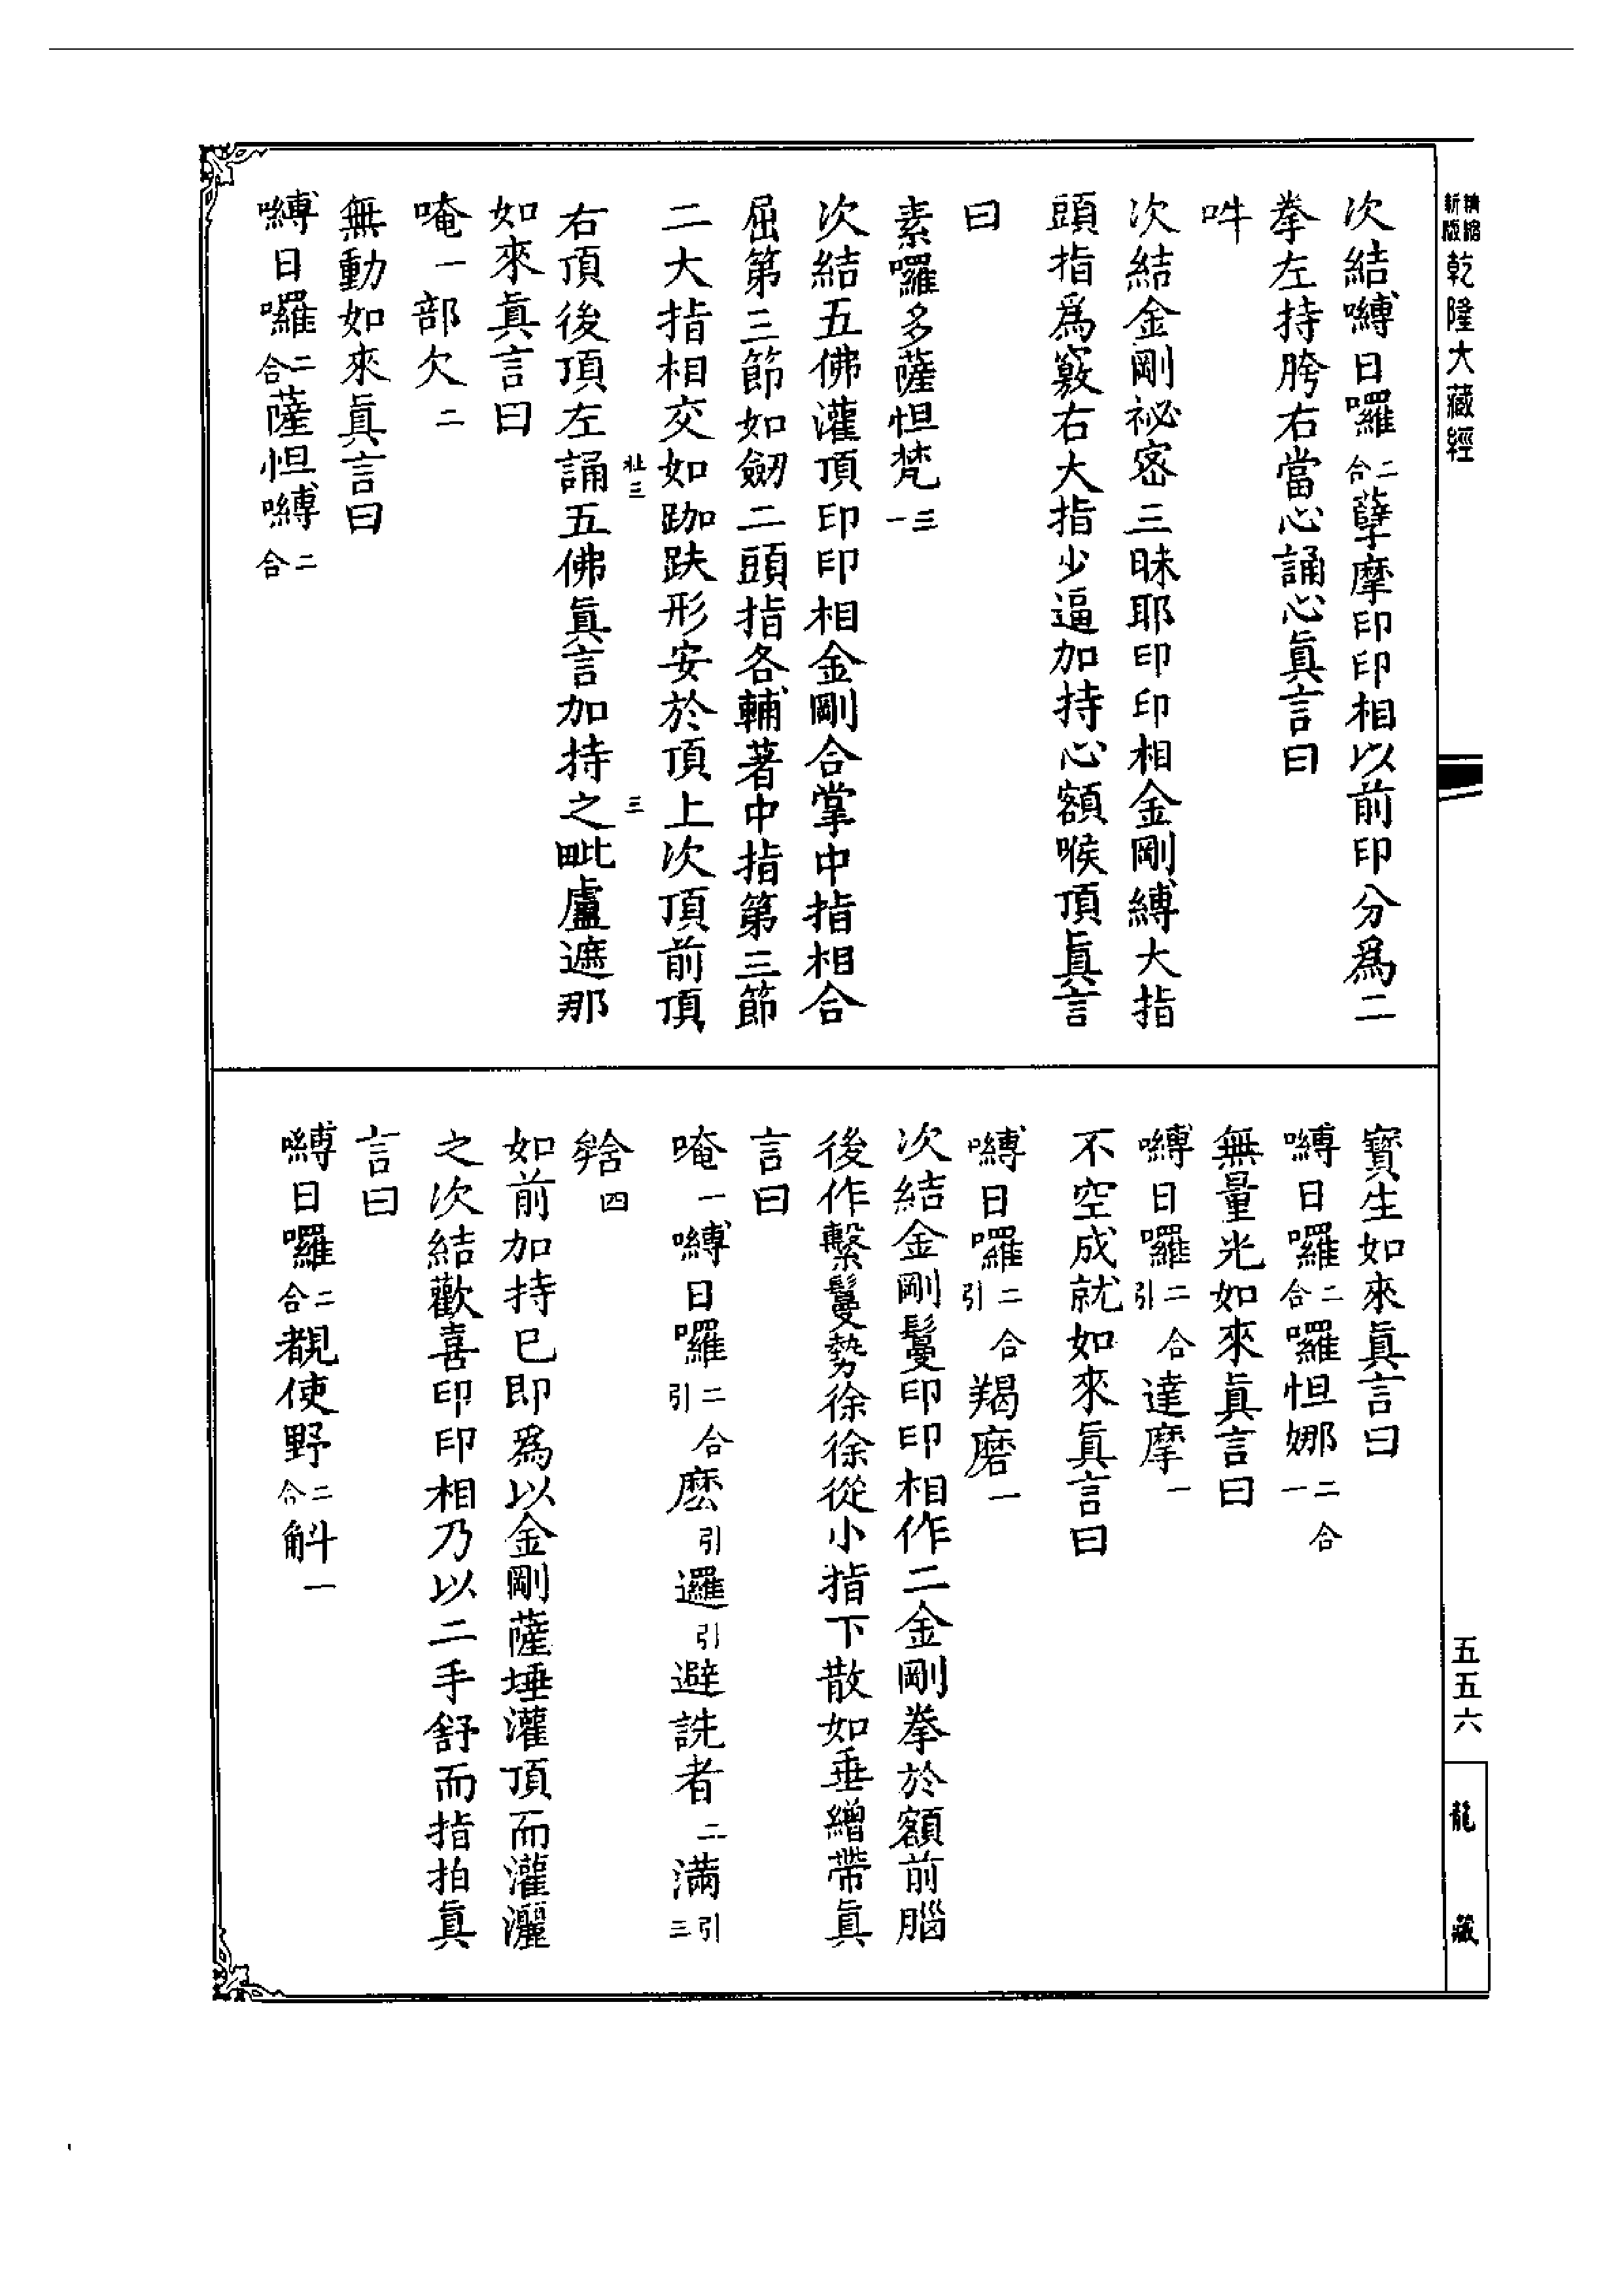 精縮
新版
乾隆大藏經
次結嚩日囉二合孽摩印印相以前印分爲二
拳左持胯右當心誦心眞言曰
吽
次結金剛祕密三昧耶印印相金剛縛大指
頭指爲竅右大指少逼加持心額喉頂眞言
曰
素囉多薩怛梵三一
次結五佛灌頂印印相金剛合掌中指相合
屈第三節如劒二頭指各輔著中指第三節
二大指相交如跏趺形安於頂上次頂前頂
右頂後頂左誦五佛眞言加持之毗盧遮那
如來眞言曰
唵一部欠二
無動如來眞言曰
嚩日囉二合薩怛嚩二合
寶生如來眞言曰
嚩日囉二合囉怛娜二合一
無量光如來眞言曰
嚩日囉二合引達摩一
不空成就如來眞言曰
嚩日囉二合引羯磨一
次結金剛鬘印印相作二金剛拳於額前腦
後作繫鬘勢徐徐從小指下散如垂繒帶眞
言曰
唵一嚩日囉二合引麽引邏引避詵者二滿引三
唅四
如前加持已即爲以金剛薩埵灌頂而灌灑
之次結歡喜印印相乃以二手舒而指拍眞
言曰
嚩日囉二合覩使野二合斛一
五五六
龍藏